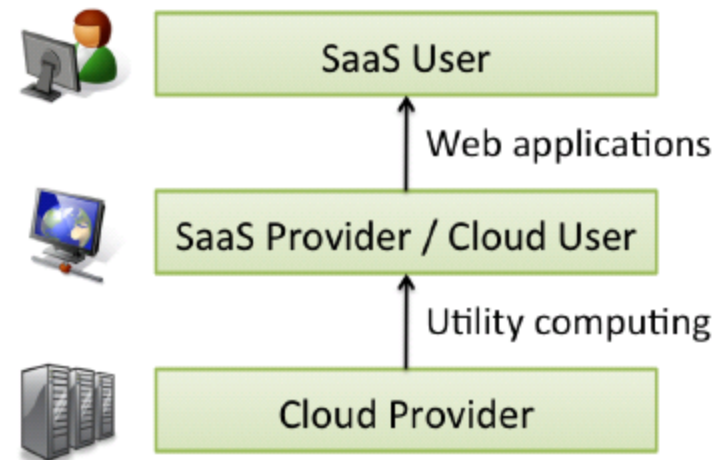 SaaS User
Web applications
SaaS Provider / Cloud User
Utility computing
Cloud Provider